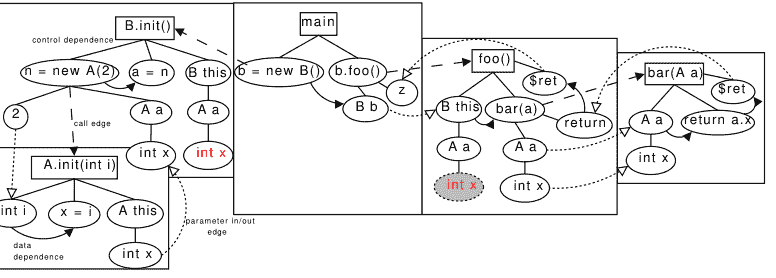 B.init()
control dependence
n = new A(2)
a = n
B this
2
A a
A a
call edge
int x
int x
A.init(int i)
int i
x = i
A this
parameter in/out
edge
data
dependence
int x
main
b = new B()
b.foo()
z
B b
foo()
$ret
B this
bar(a)
return
A a
A a
int x
int x
bar(A a)
$ret
A a
return a.x
int x